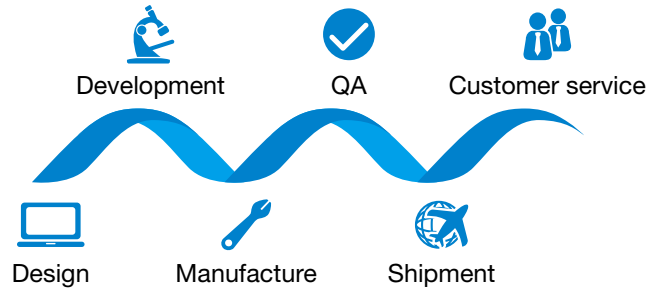 Development
QA
Customer service
Design
Manufacture
Shipment